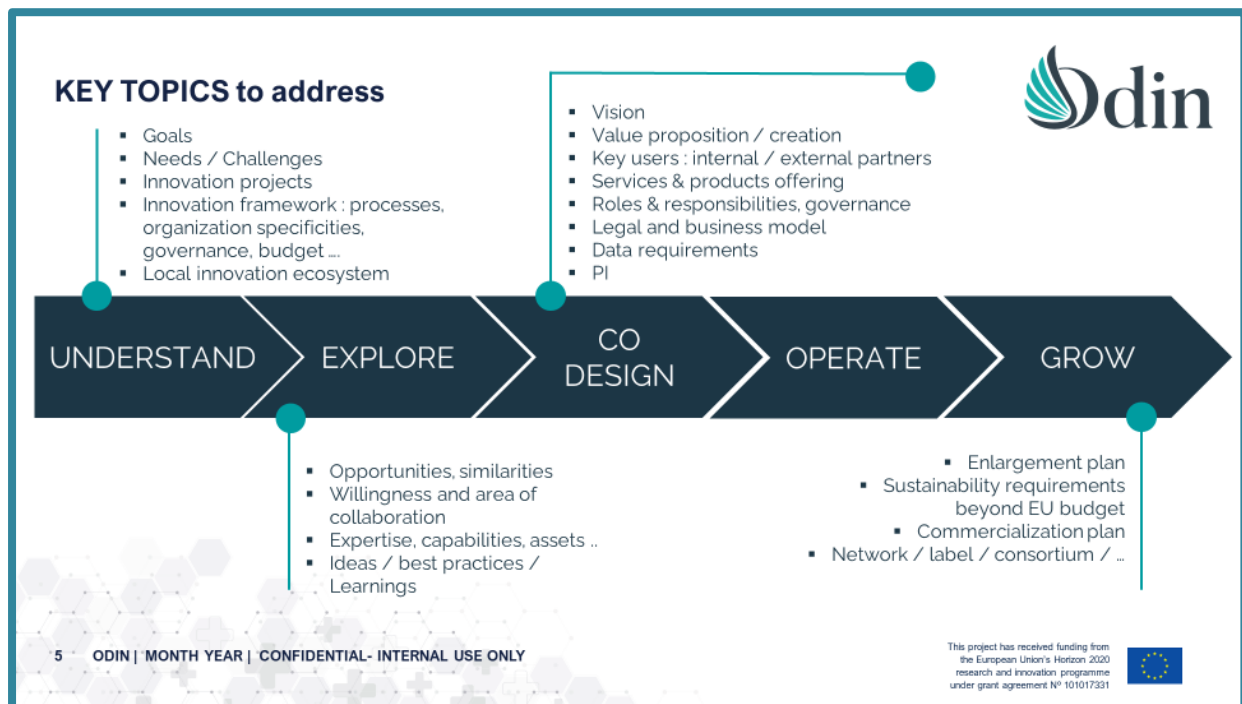 KEY TOPICS to address
Odin
▪ Goals
▪ Needs / Challenges
▪ Innovation projects
▪ Innovation framework : processes,
organization specificities,
governance, budget ….
▪ Local innovation ecosystem
▪ Vision
▪ Value proposition / creation
▪ Key users : internal / external partners
▪ Services & products offering
▪ Roles & responsibilities, governance
▪ Legal and business model
▪ Data requirements
▪ PI
UNDERSTAND
EXPLORE
CO
DESIGN
OPERATE
GROW
▪ Opportunities, similarities
▪ Willingness and area of
collaboration
▪ Expertise, capabilities, assets ..
▪ Ideas / best practices /
Learnings
▪ Enlargement plan
▪ Sustainability requirements
beyond EU budget
▪ Commercialization plan
▪ Network / label / consortium / …
5 ODIN | MONTH YEAR | CONFIDENTIAL- INTERNAL USE ONLY
This project has received funding from
the European Union's Horizon 2020
research and innovation programme
under grant agreement Nº 101017331